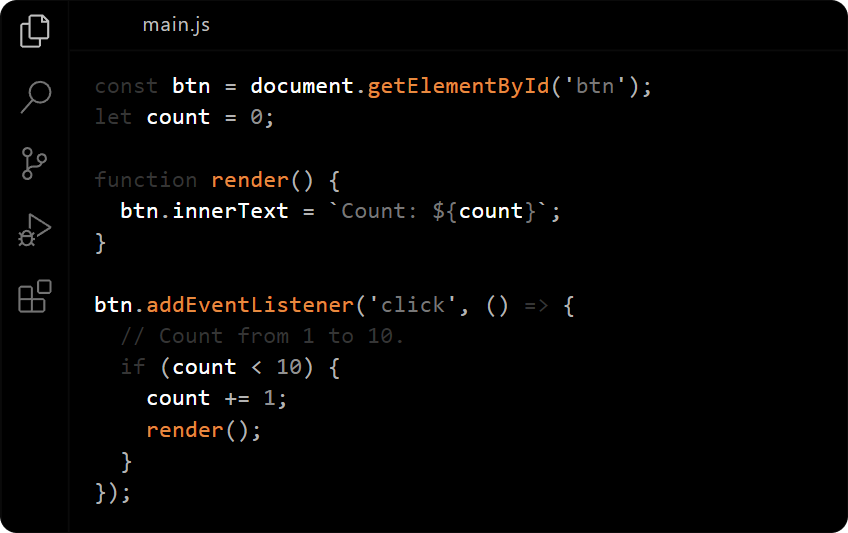 main.js
const btn = document.getElementById('btn');
let count = 0;
function render() {
  btn.innerText = `Count: ${count}`;
}
btn.addEventListener('click', () => {
  // Count from 1 to 10.
  if (count < 10) {
    count += 1;
    render();
  }
});